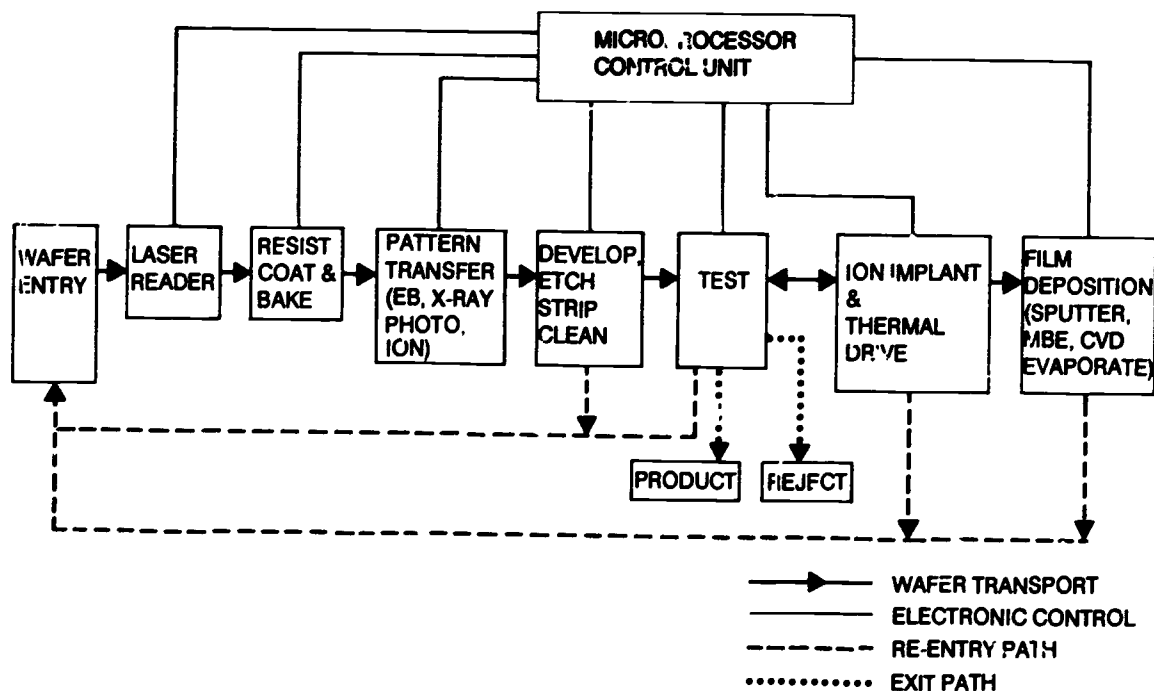 MICROPROCESSOR
CONTROL UNIT
WAFER
ENTRY
LASER
READER
RESIST
COAT &
BAKE
PATTERN
TRANSFER
(EB, X-RAY
PHOTO,
ION)
DEVELOP,
ETCH
STRIP
CLEAN
TEST
ION IMPLANT
&
THERMAL
DRIVE
FILM
DEPOSITION
(SPUTTER,
MBE, CVD
EVAPORATE)
PRODUCT
REJECT
WAFER TRANSPORT
ELECTRONIC CONTROL
RE-ENTRY PATH
EXIT PATH